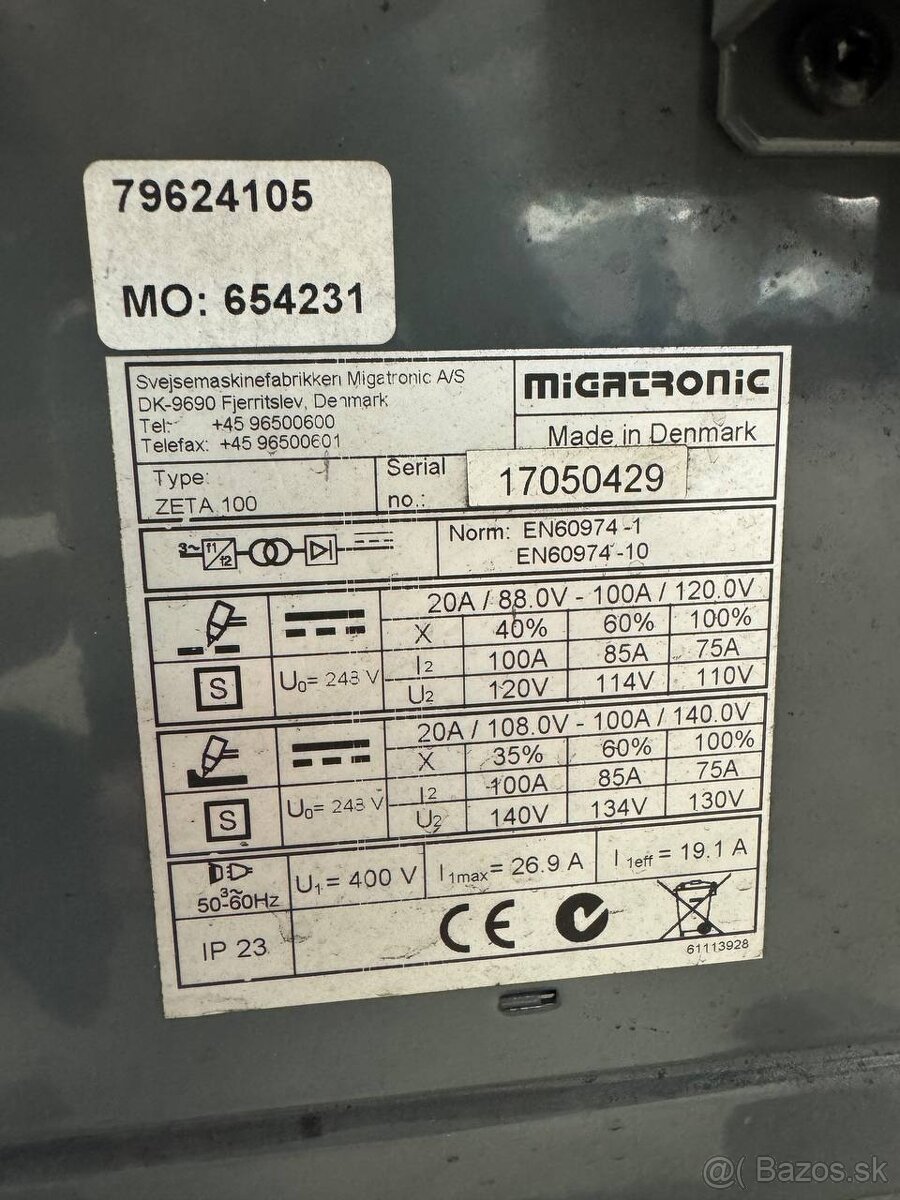 79624105
MO: 654231
Svejsemaskinefabrikken Migatronic A/S
DK-9690 Fjerritslev, Denmark
Tel: +45 96500600
Telefax: +45 96500601
MIGATRONIC
Made in Denmark
Type:
ZETA 100
Serial no.: 17050429
3~ f1 f2
Norm: EN60974-1
EN60974-10
20A / 88.0V - 100A / 120.0V
X 40% 60% 100%
I2 100A 85A 75A
S U0= 248 V
U2 120V 114V 110V
20A / 108.0V - 100A / 140.0V
X 35% 60% 100%
I2 100A 85A 75A
S U0= 248 V
U2 140V 134V 130V
3~
50-60Hz
U1= 400 V I1max= 26.9 A I1eff= 19.1 A
IP 23
CE
61113928
@( Bazos.sk